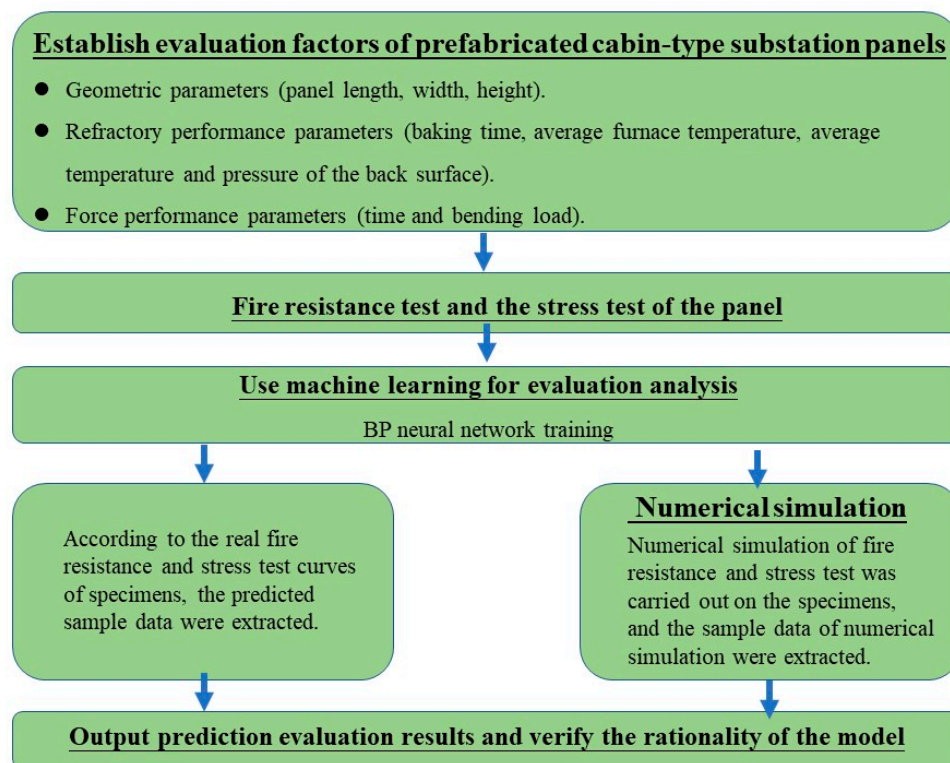 Establish evaluation factors of prefabricated cabin-type substation panels
● Geometric parameters (panel length, width, height).
● Refractory performance parameters (baking time, average furnace temperature, average
temperature and pressure of the back surface).
● Force performance parameters (time and bending load).
Fire resistance test and the stress test of the panel
Use machine learning for evaluation analysis
BP neural network training
According to the real fire
resistance and stress test curves
of specimens, the predicted
sample data were extracted.
Numerical simulation
Numerical simulation of fire
resistance and stress test was
carried out on the specimens,
and the sample data of numerical
simulation were extracted.
Output prediction evaluation results and verify the rationality of the model